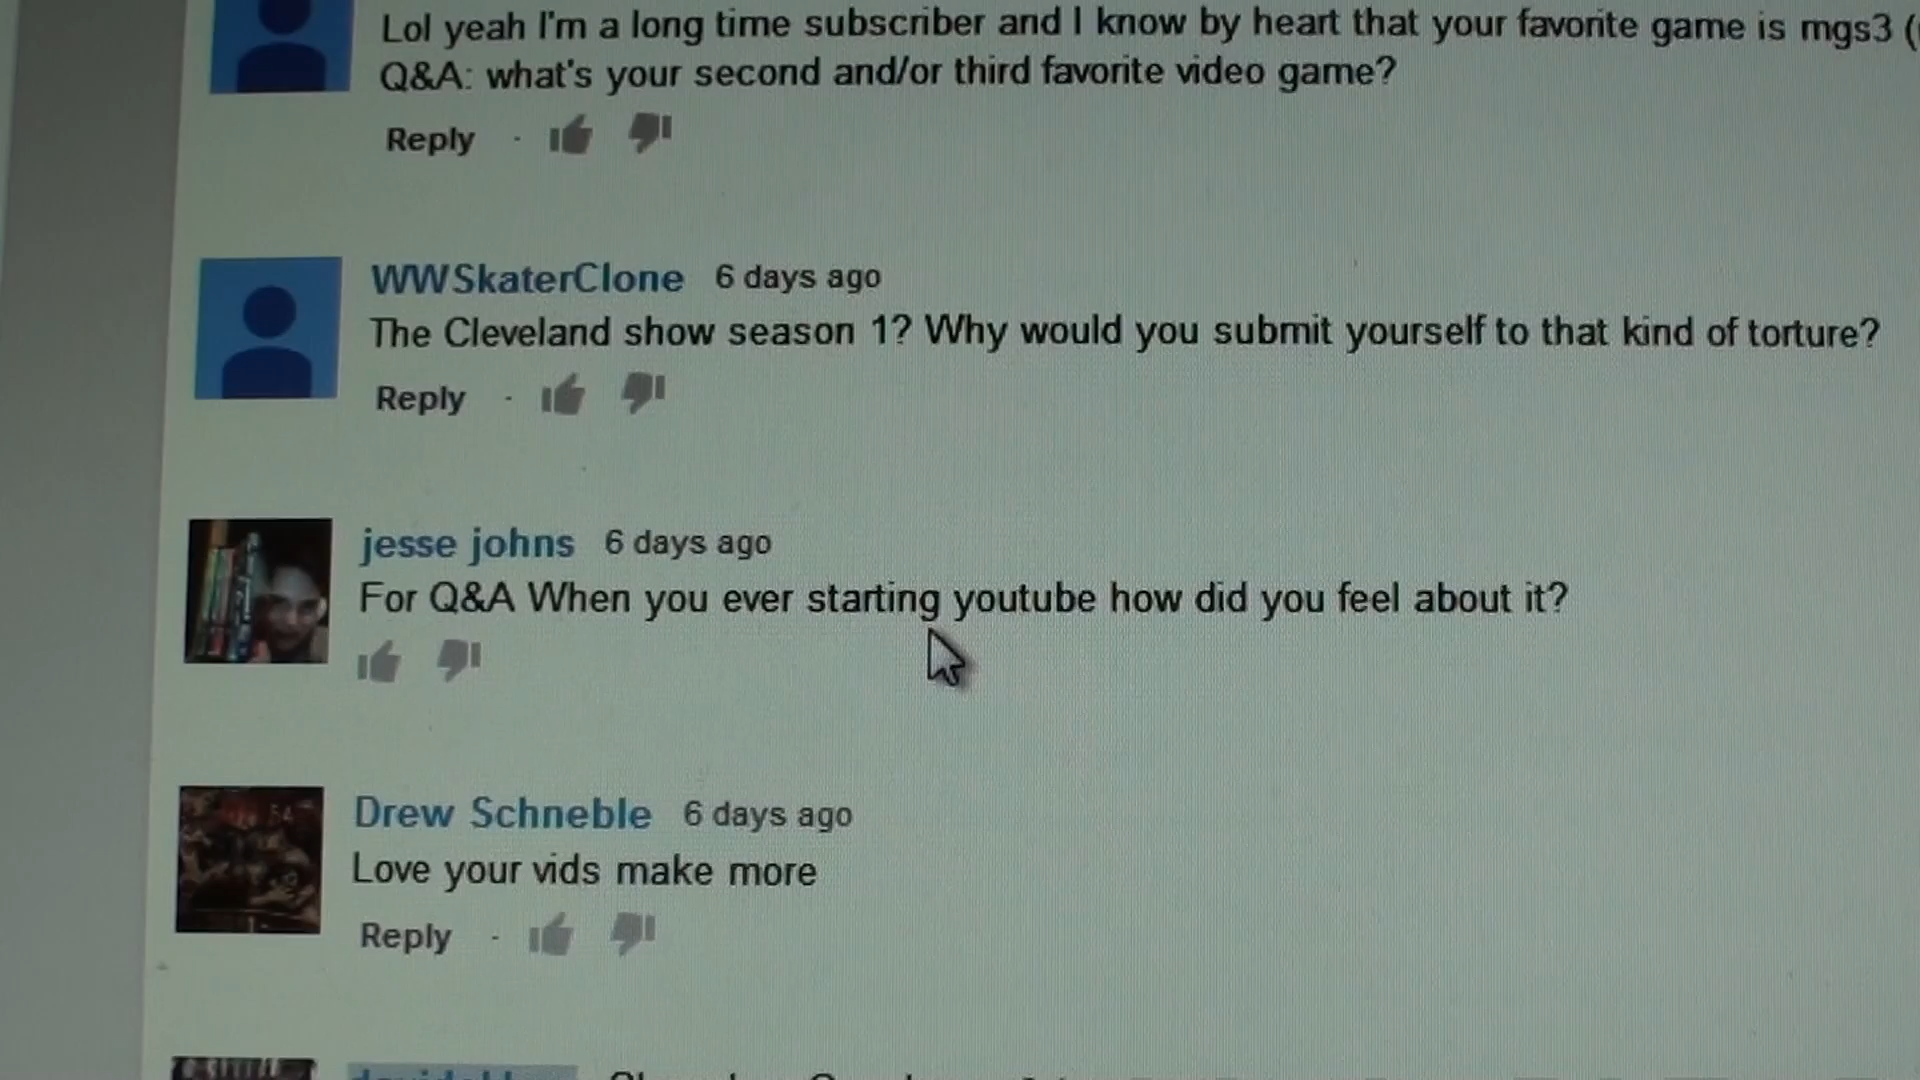 Lol yeah I'm a long time subscriber and I know by heart that your favorite game is mgs3 (
Q&A: what's your second and/or third favorite video game?
Reply ·
WWSkaterClone 6 days ago
The Cleveland show season 1? Why would you submit yourself to that kind of torture?
Reply ·
jesse johns 6 days ago
For Q&A When you ever starting youtube how did you feel about it?
Drew Schneble 6 days ago
Love your vids make more
Reply ·